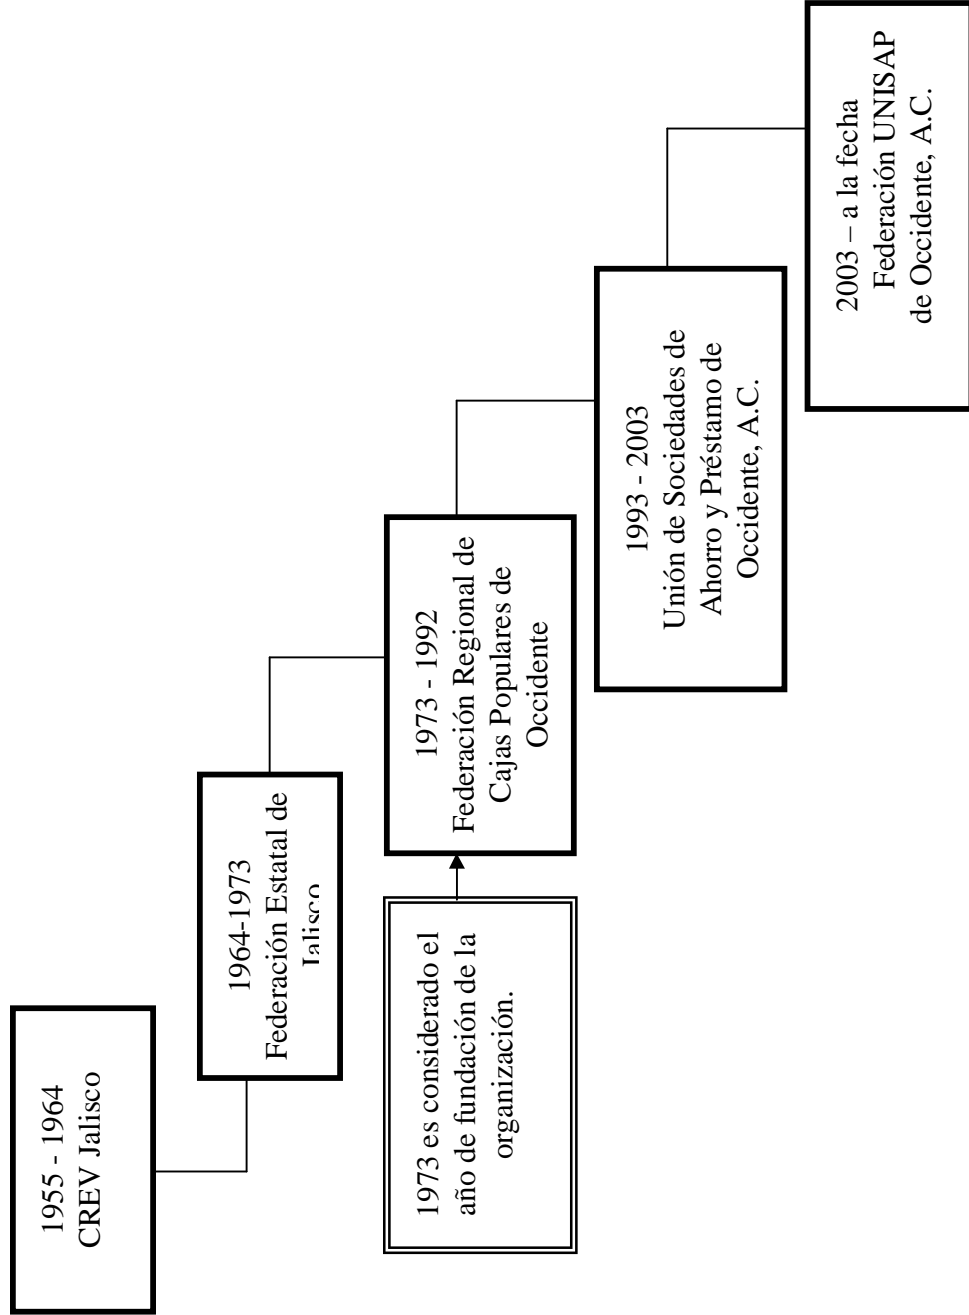 1955 - 1964
CREV Jalisco
1964-1973
Federación Estatal de
Jalisco
1973 es considerado el
año de fundación de la
organización.
1973 - 1992
Federación Regional de
Cajas Populares de
Occidente
1993 - 2003
Unión de Sociedades de
Ahorro y Préstamo de
Occidente, A.C.
2003 – a la fecha
Federación UNISAP
de Occidente, A.C.